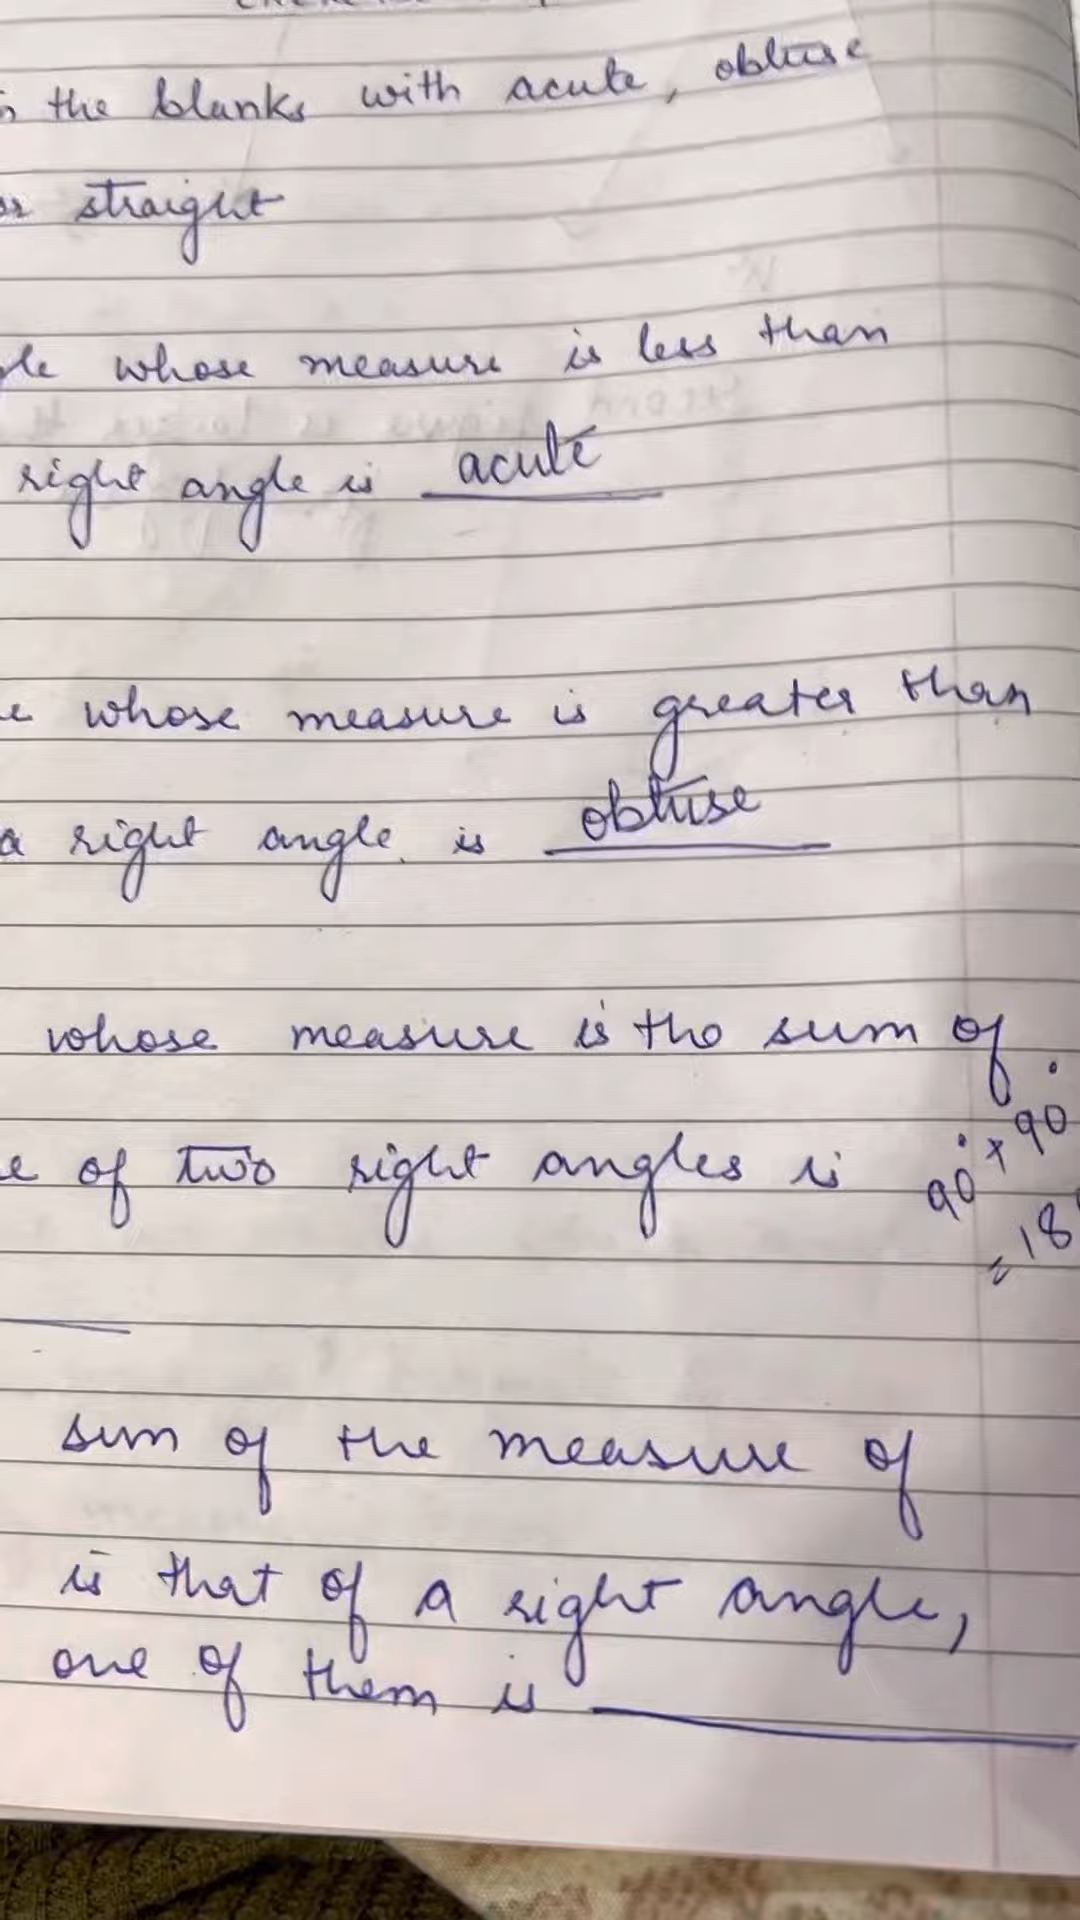 the blanks with acute, obtuse
or straight
whose measure is less than
right angle is acute
whose measure is greater than
a right angle is obtuse
whose measure is the sum of
of two right angles is
90° + 90°
= 18
sum of the measure of
is that of a right angle,
one of them is